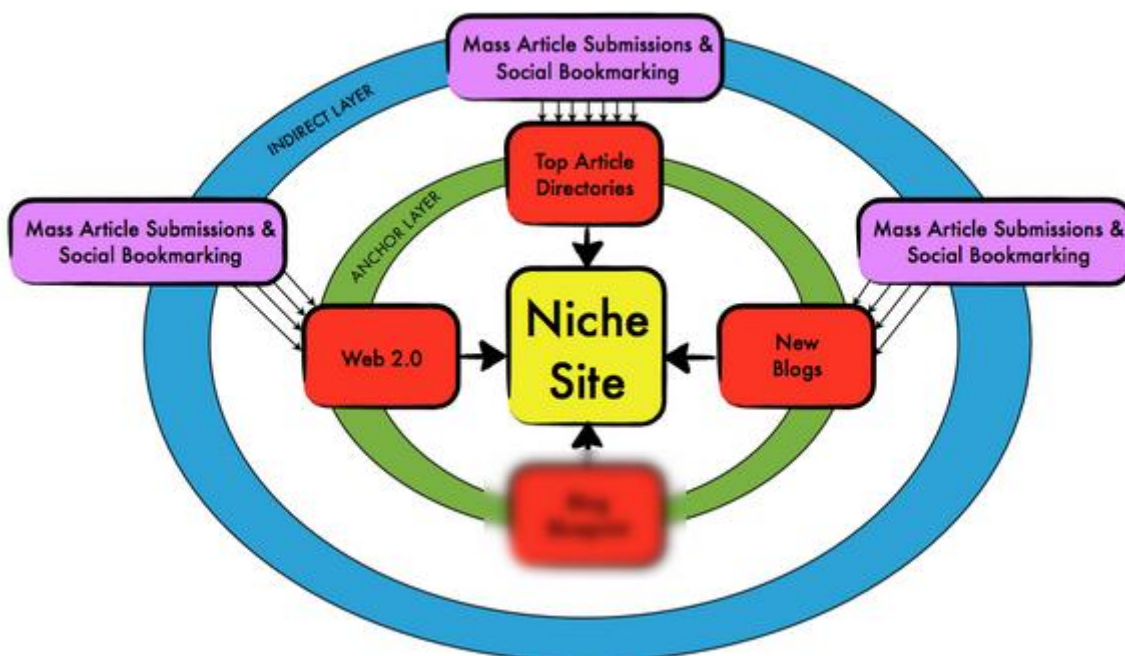 Mass Article Submissions &
Social Bookmarking
INDIRECT LAYER
Top Article
Directories
ANCHOR LAYER
Mass Article Submissions &
Social Bookmarking
Mass Article Submissions &
Social Bookmarking
Niche
Site
Web 2.0
New
Blogs